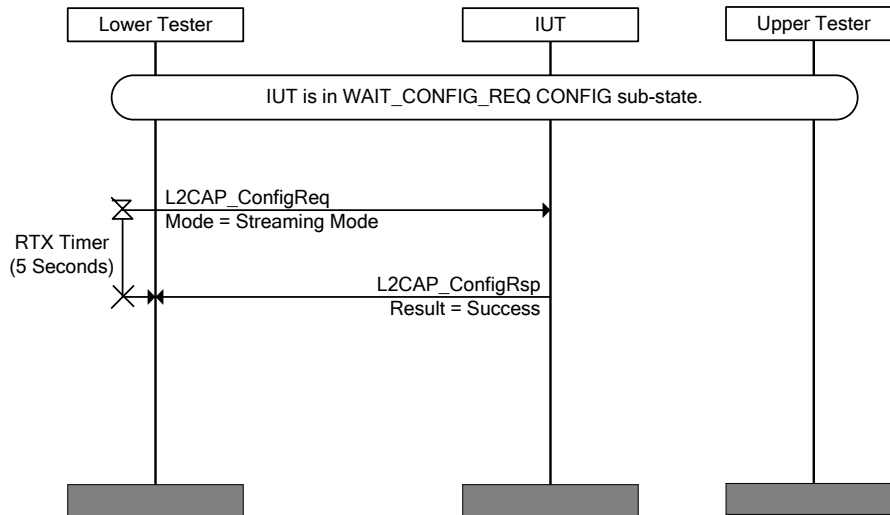 Lower Tester
IUT
Upper Tester
IUT is in WAIT_CONFIG_REQ CONFIG sub-state.
L2CAP_ConfigReq
Mode = Streaming Mode
RTX Timer
(5 Seconds)
L2CAP_ConfigRsp
Result = Success